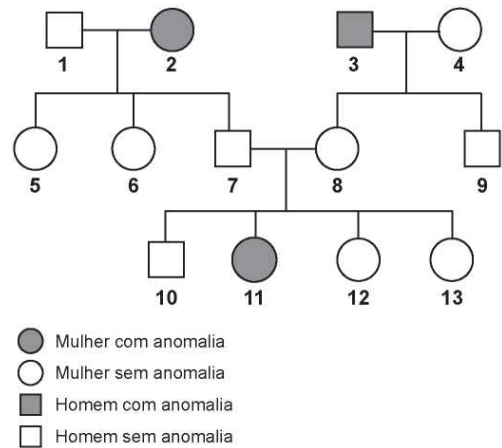 1 2 3 4
5 6 7 8 9
10 11 12 13
Mulher com anomalia
Mulher sem anomalia
Homem com anomalia
Homem sem anomalia